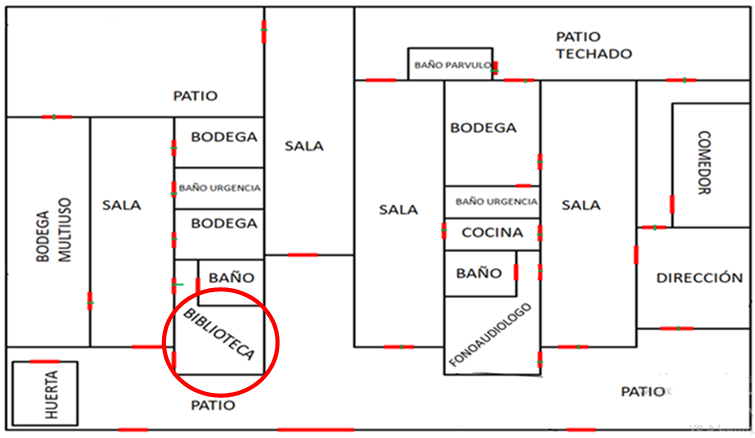 PATIO
TECHADO
BAÑO PARVULO
PATIO
BODEGA
BODEGA
SALA
COMEDOR
BAÑO URGENCIA
BAÑO URGENCIA
SALA
SALA
SALA
BODEGA
MULTIUSO
BODEGA
COCINA
BAÑO
BAÑO
DIRECCIÓN
BIBLIOTECA
FONOAUDIOLOGO
HUERTA
PATIO
PATIO